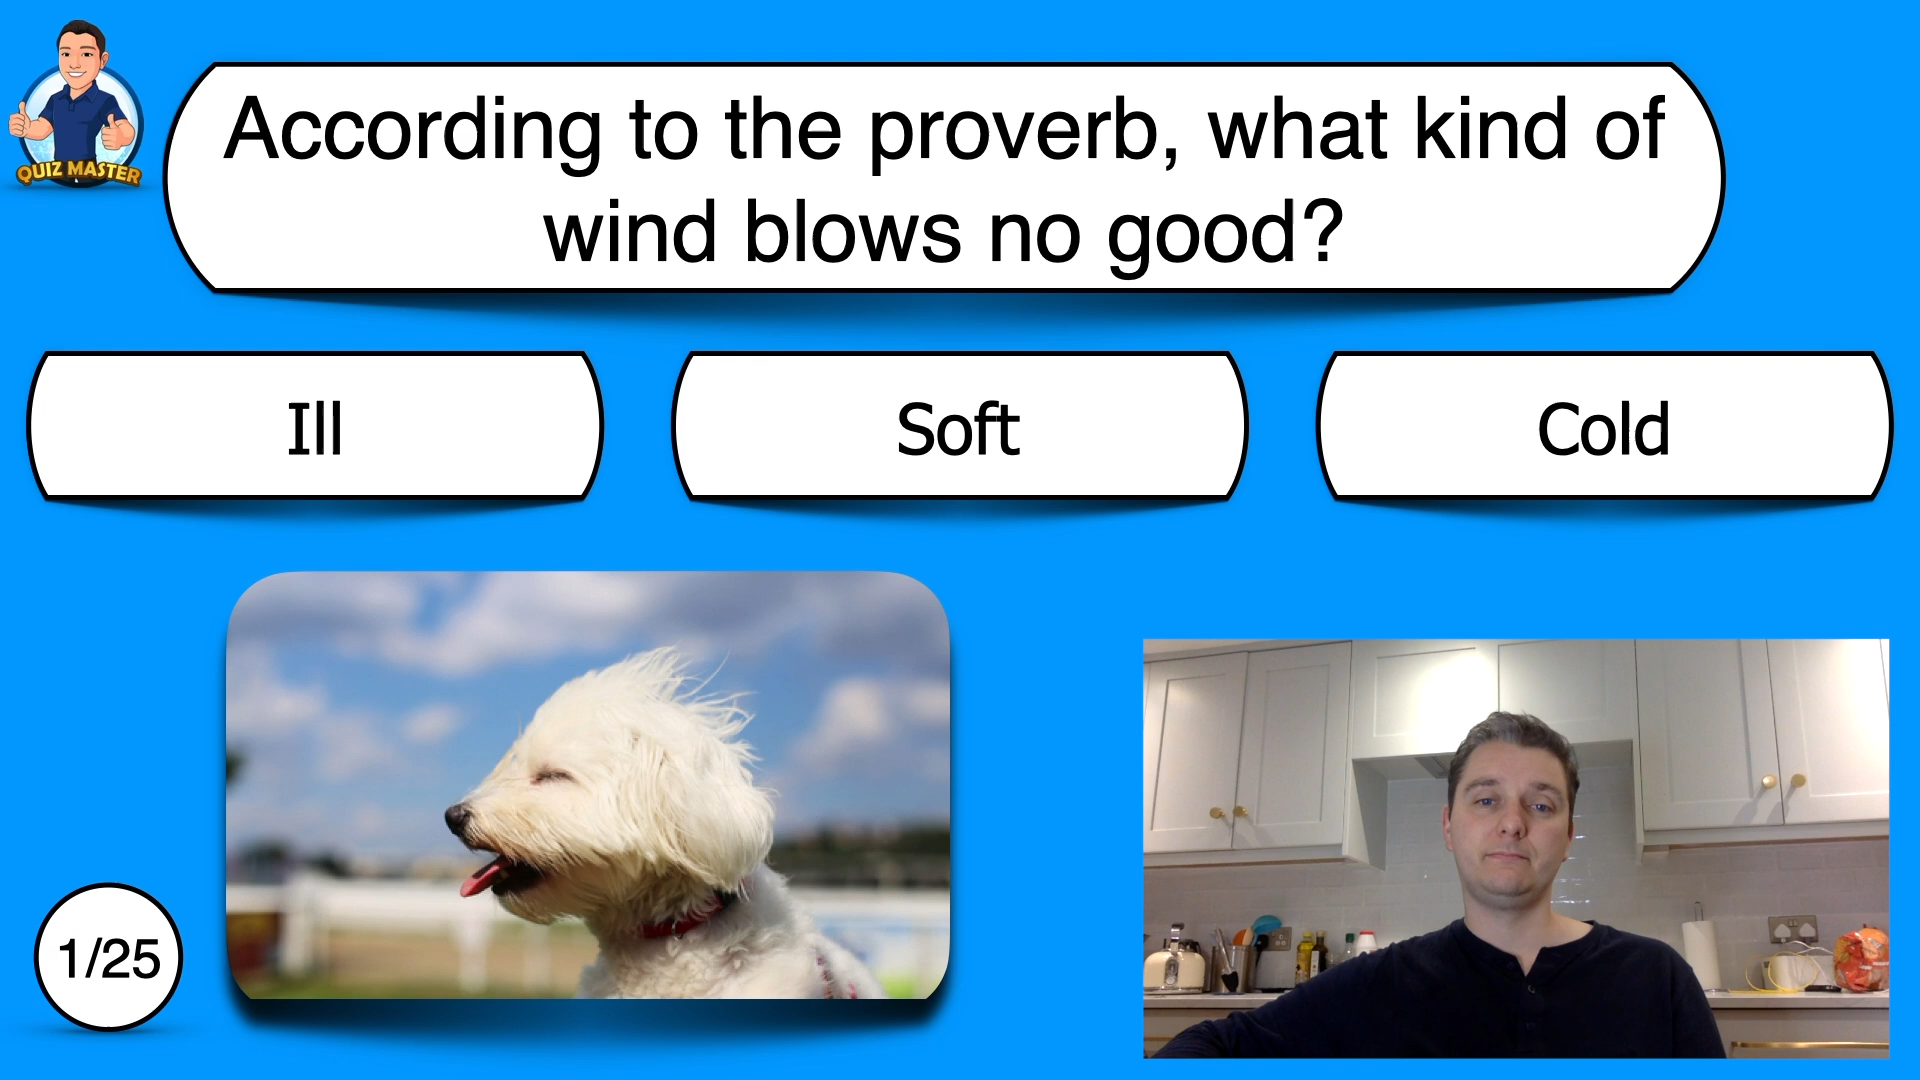 QUIZ MASTER
According to the proverb, what kind of
wind blows no good?
Ill
Soft
Cold
1/25